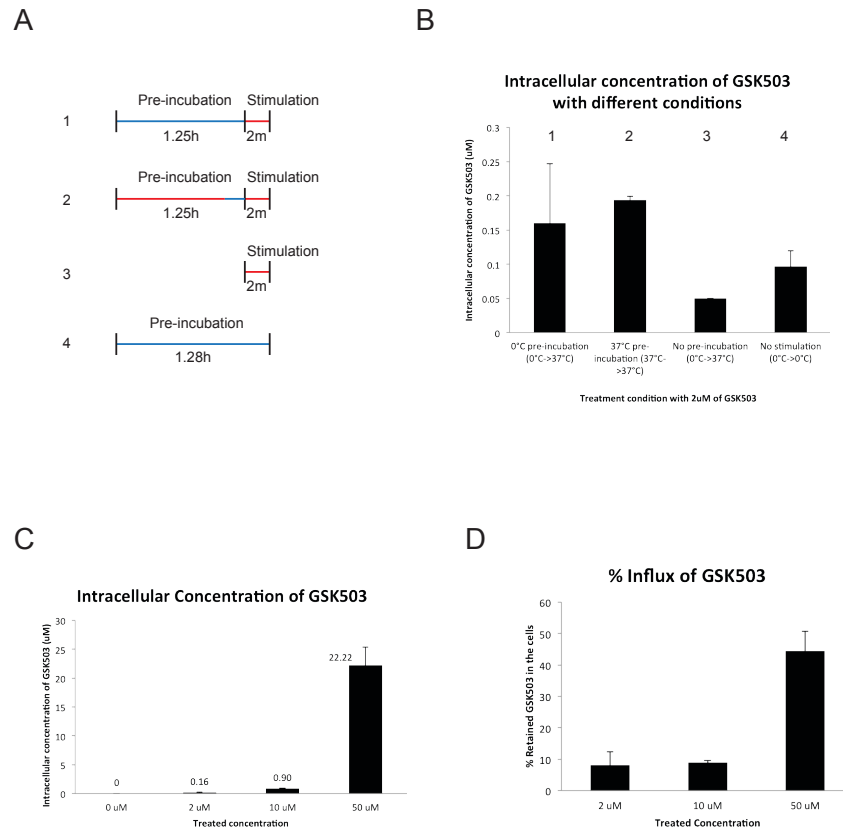 A
Pre-incubation Stimulation
1
1.25h 2m
Pre-incubation Stimulation
2
1.25h 2m
Stimulation
3
2m
Pre-incubation
4
1.28h
B
Intracellular concentration of GSK503
with different conditions
Intracellular concentration of GSK503 (uM)
0.3
0.25
0.2
0.15
0.1
0.05
0
1 2 3 4
0°C pre-incubation
(0°C->37°C)
37°C pre-
incubation (37°C-
>37°C)
No pre-incubation
(0°C->37°C)
No stimulation
(0°C->0°C)
Treatment condition with 2uM of GSK503
C
Intracellular Concentration of GSK503
Intracellular concentration of GSK503 (uM)
30
25
20
15
10
5
0
0 0.16 0.90 22.22
0 uM 2 uM 10 uM 50 uM
Treated concentration
D
% Influx of GSK503
% Retained GSK503 in the cells
60
50
40
30
20
10
0
2 uM 10 uM 50 uM
Treated Concentration